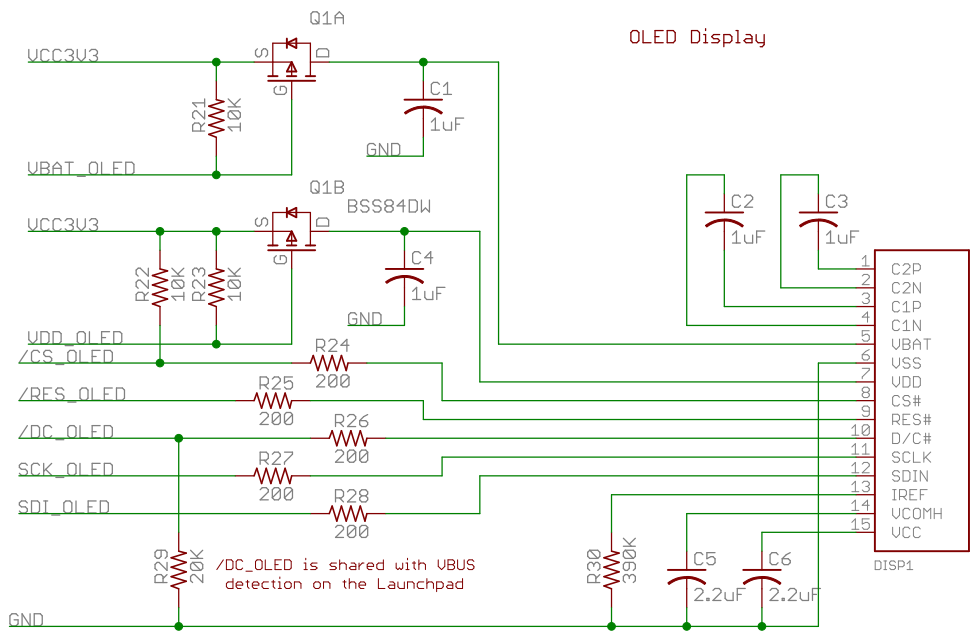 Q1A
OLED Display
VCC3V3
S
D
G
R21
10K
C1
1uF
GND
VBAT_OLED
Q1B
BSS84DW
VCC3V3
S
D
G
R22
10K
R23
10K
C4
1uF
GND
C2
1uF
C3
1uF
VDD_OLED
/CS_OLED
R24
200
/RES_OLED
R25
200
/DC_OLED
R26
200
SCK_OLED
R27
200
SDI_OLED
R28
200
1 C2P
2 C2N
3 C1P
4 C1N
5 VBAT
6 VSS
7 VDD
8 CS#
9 RES#
10 D/C#
11 SCLK
12 SDIN
13 IREF
14 VCOMH
15 VCC
DISP1
R29
20K
/DC_OLED is shared with VBUS
detection on the Launchpad
R30
390K
C5
2.2uF
C6
2.2uF
GND